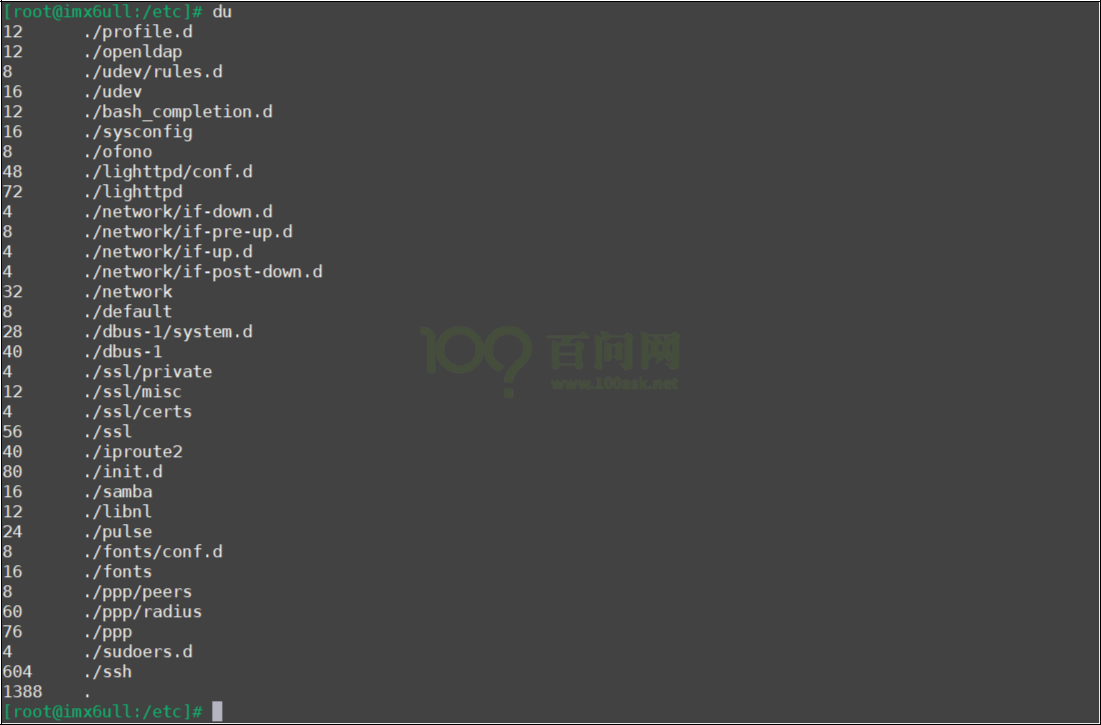 [root@imx6ull:/etc]# du
12 ./profile.d
12 ./openldap
8 ./udev/rules.d
16 ./udev
12 ./bash_completion.d
16 ./sysconfig
8 ./ofono
48 ./lighttpd/conf.d
72 ./lighttpd
4 ./network/if-down.d
8 ./network/if-pre-up.d
4 ./network/if-up.d
4 ./network/if-post-down.d
32 ./network
8 ./default
28 ./dbus-1/system.d
40 ./dbus-1
4 ./ssl/private
12 ./ssl/misc
4 ./ssl/certs
56 ./ssl
40 ./iproute2
80 ./init.d
16 ./samba
12 ./libnl
24 ./pulse
8 ./fonts/conf.d
16 ./fonts
8 ./ppp/peers
60 ./ppp/radius
76 ./ppp
4 ./sudoers.d
604 ./ssh
1388 .
[root@imx6ull:/etc]#
100? 百问网
www.100ask.net